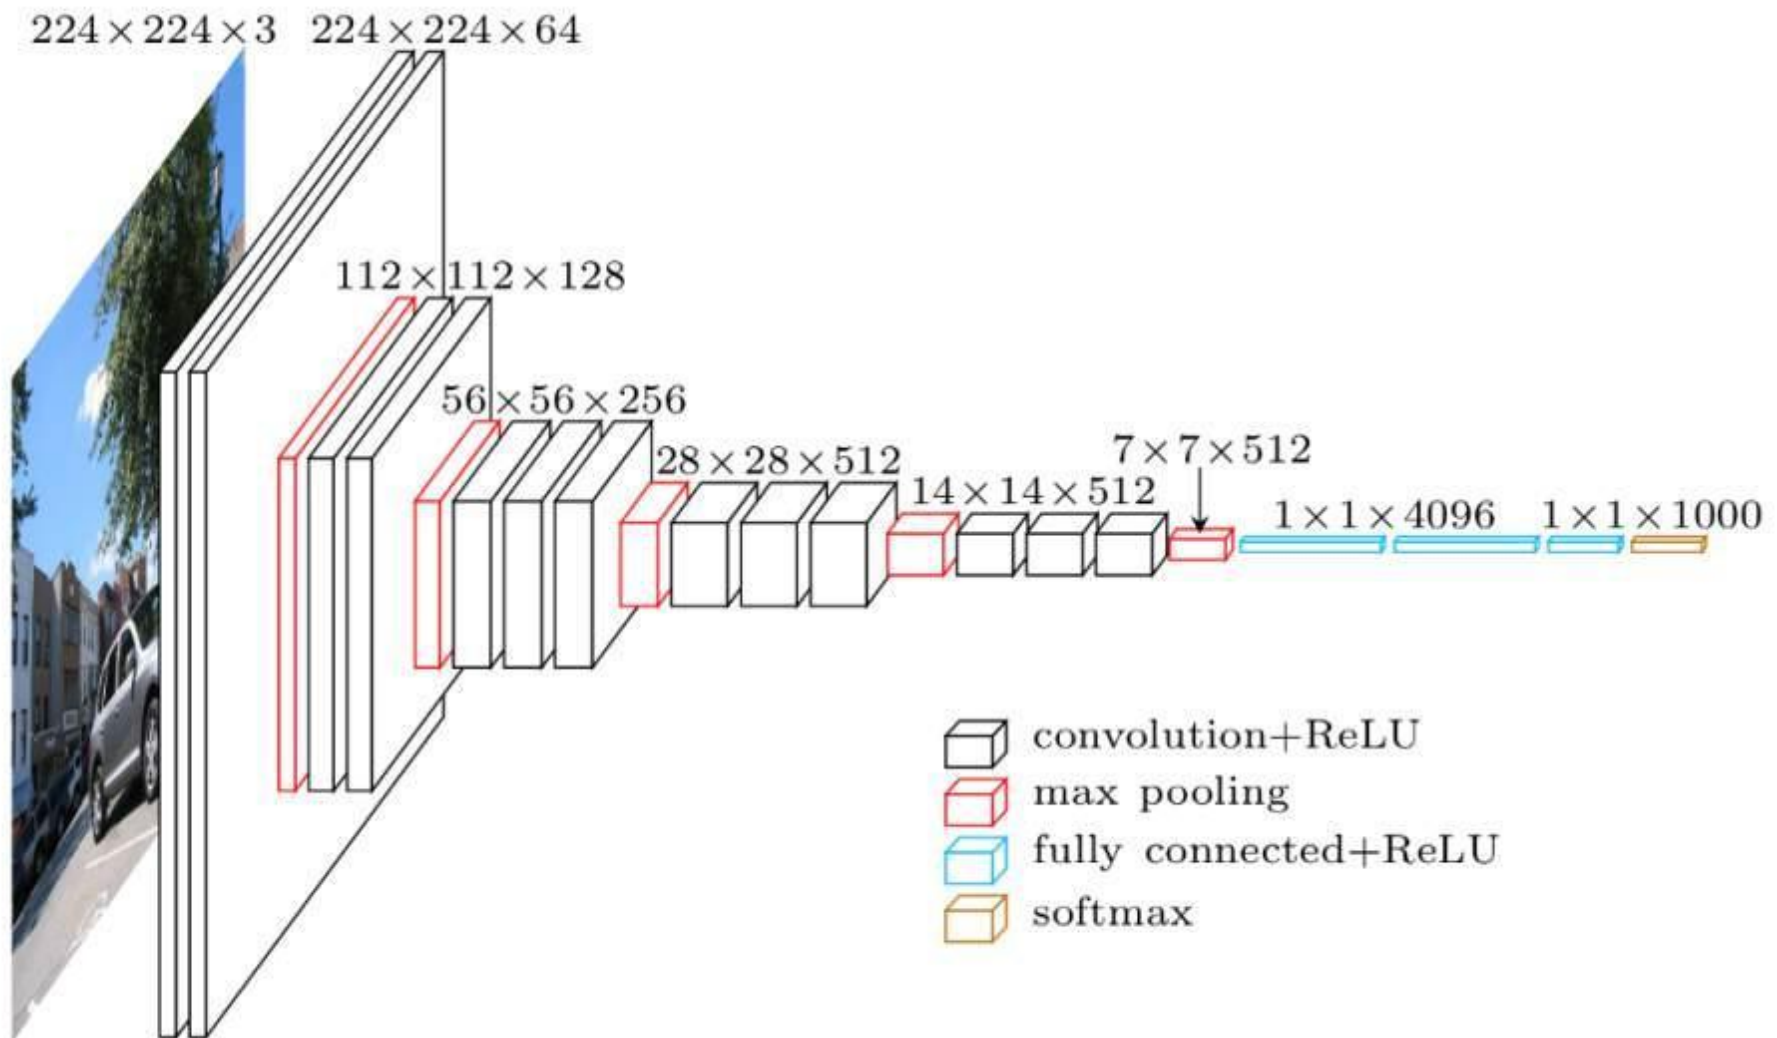 224×224×3
224×224×64
112×112×128
56×56×256
28×28×512
14×14×512
7×7×512
1×1×4096
1×1×1000
convolution+ReLU
max pooling
fully connected+ReLU
softmax